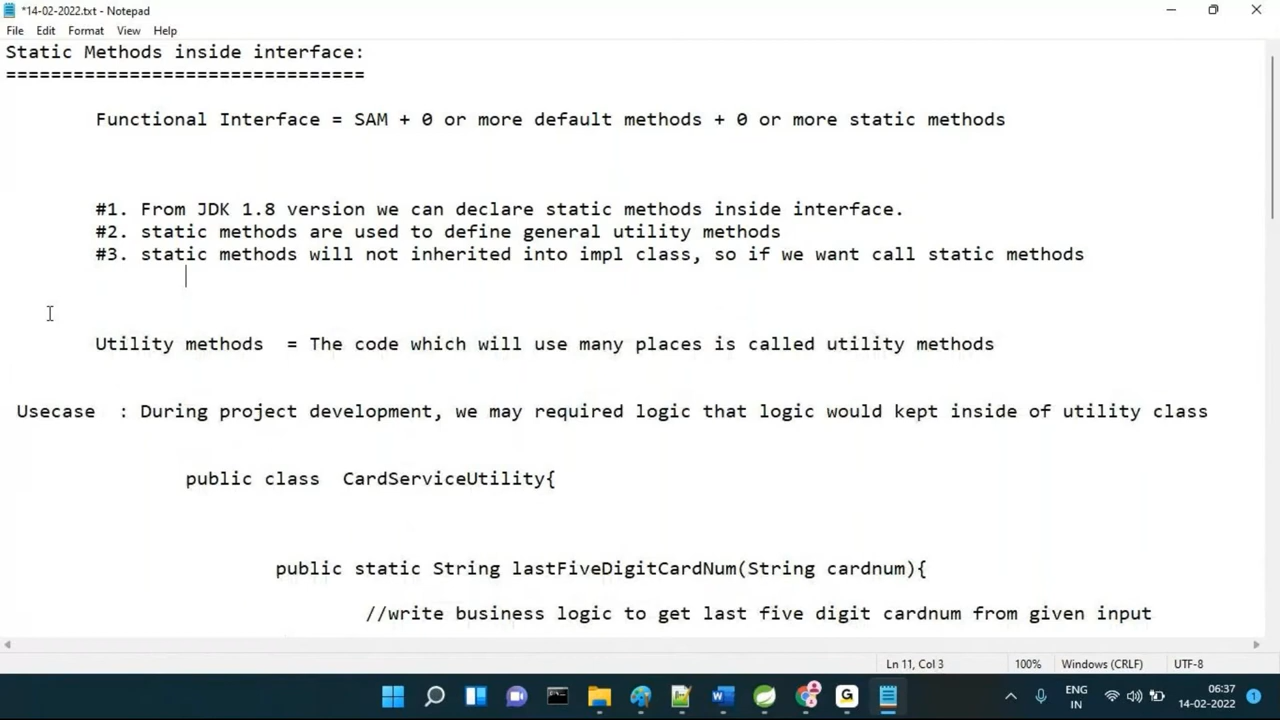 *14-02-2022.txt - Notepad
File Edit Format View Help
Static Methods inside interface:
================================
Functional Interface = SAM + 0 or more default methods + 0 or more static methods
#1. From JDK 1.8 version we can declare static methods inside interface.
#2. static methods are used to define general utility methods
#3. static methods will not inherited into impl class, so if we want call static methods
Utility methods = The code which will use many places is called utility methods
Usecase : During project development, we may required logic that logic would kept inside of utility class
public class CardServiceUtility{
public static String lastFiveDigitCardNum(String cardnum){
//write business logic to get last five digit cardnum from given input
Ln 11, Col 3 100% Windows (CRLF) UTF-8
ENG IN 06:37 14-02-2022 1